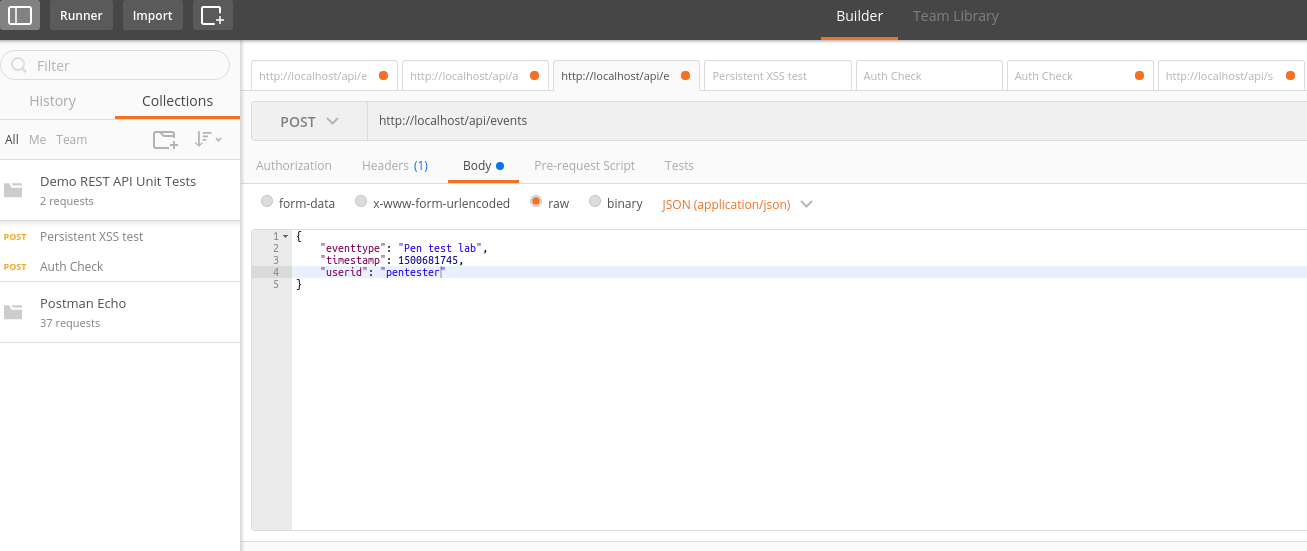 Runner Import Builder Team Library
Filter
History Collections
All Me Team
Demo REST API Unit Tests
2 requests
POST Persistent XSS test
POST Auth Check
Postman Echo
37 requests
http://localhost/api/e http://localhost/api/a http://localhost/api/e Persistent XSS test Auth Check Auth Check http://localhost/api/s
POST http://localhost/api/events
Authorization Headers (1) Body Pre-request Script Tests
form-data x-www-form-urlencoded raw binary JSON (application/json)
1 {
2 "eventtype": "Pen test lab",
3 "timestamp": 1500681745,
4 "userid": "pentester"
5 }